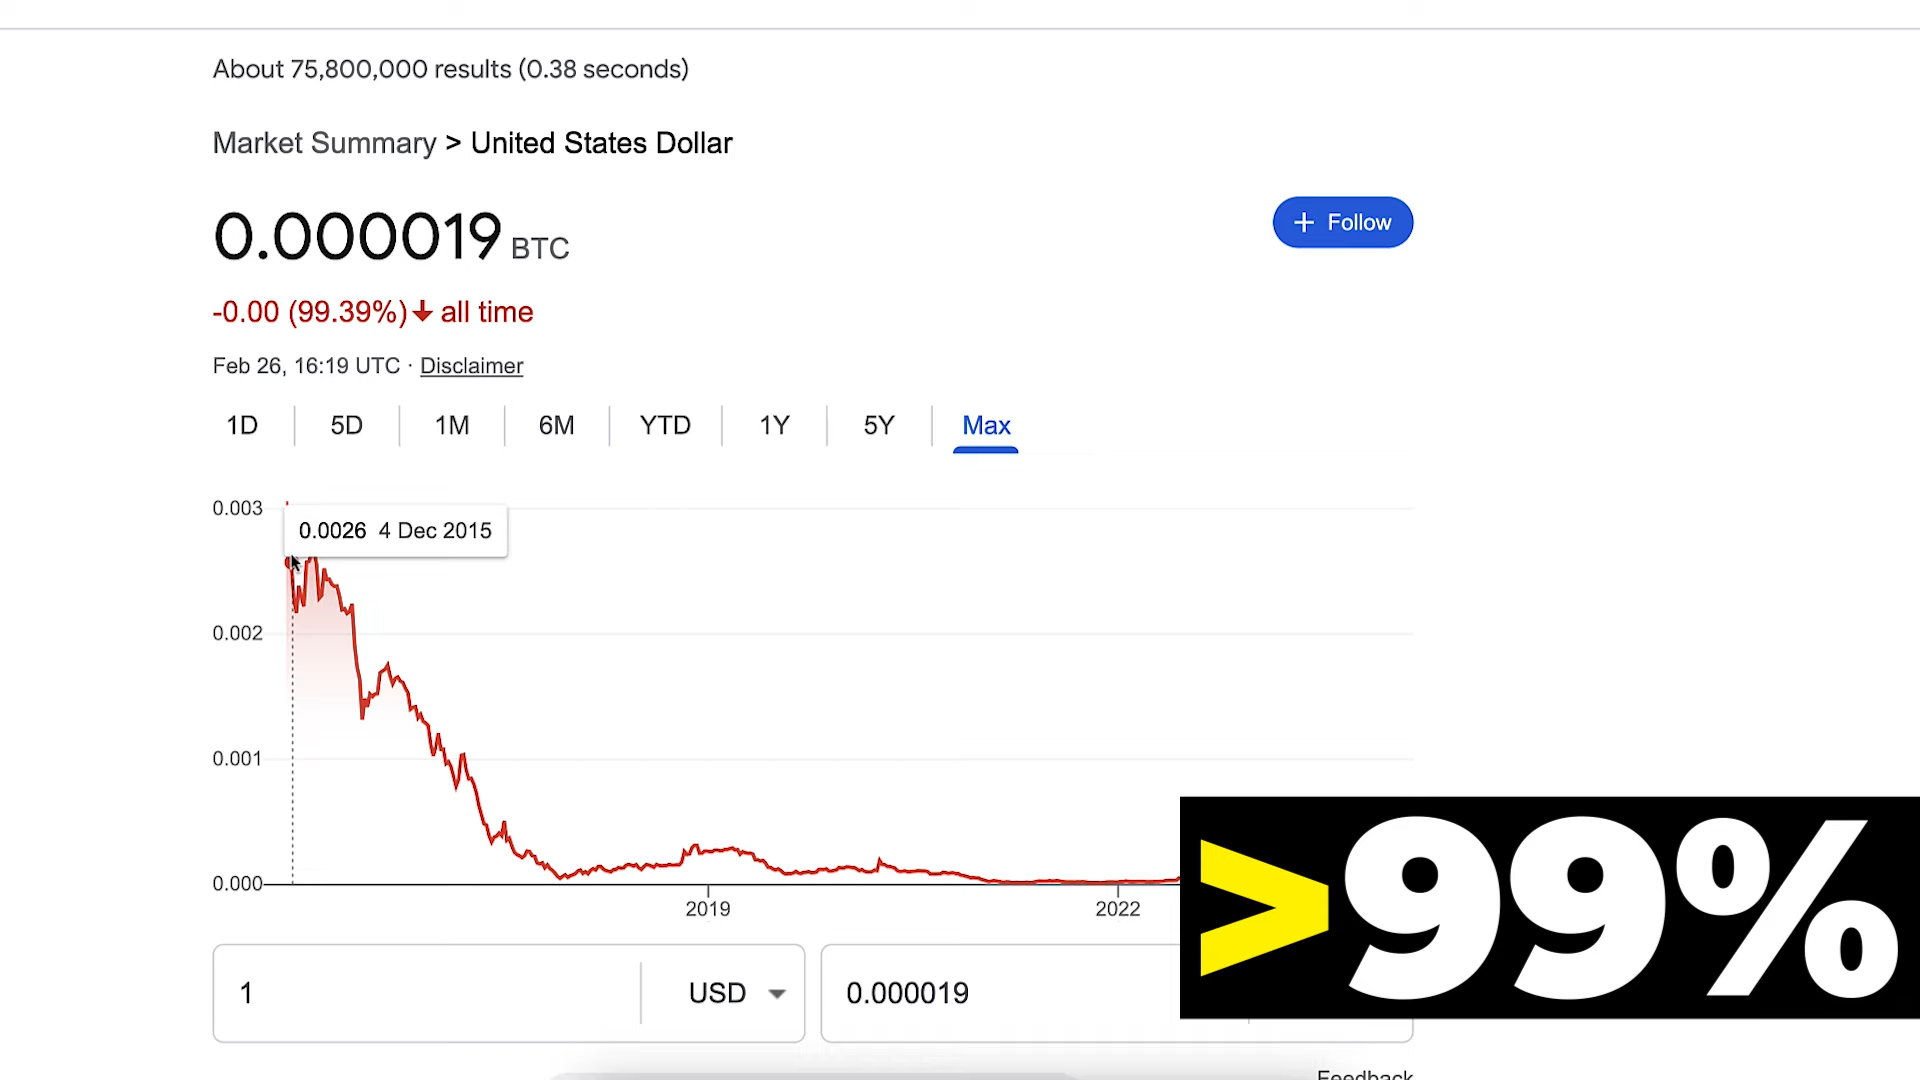 About 75,800,000 results (0.38 seconds)
Market Summary > United States Dollar
0.000019 BTC
+ Follow
-0.00 (99.39%) ↓ all time
Feb 26, 16:19 UTC · Disclaimer
1D 5D 1M 6M YTD 1Y 5Y Max
0.003
0.0026 4 Dec 2015
0.002
0.001
0.000
2019 2022
>99%
1 USD 0.000019
Feedback